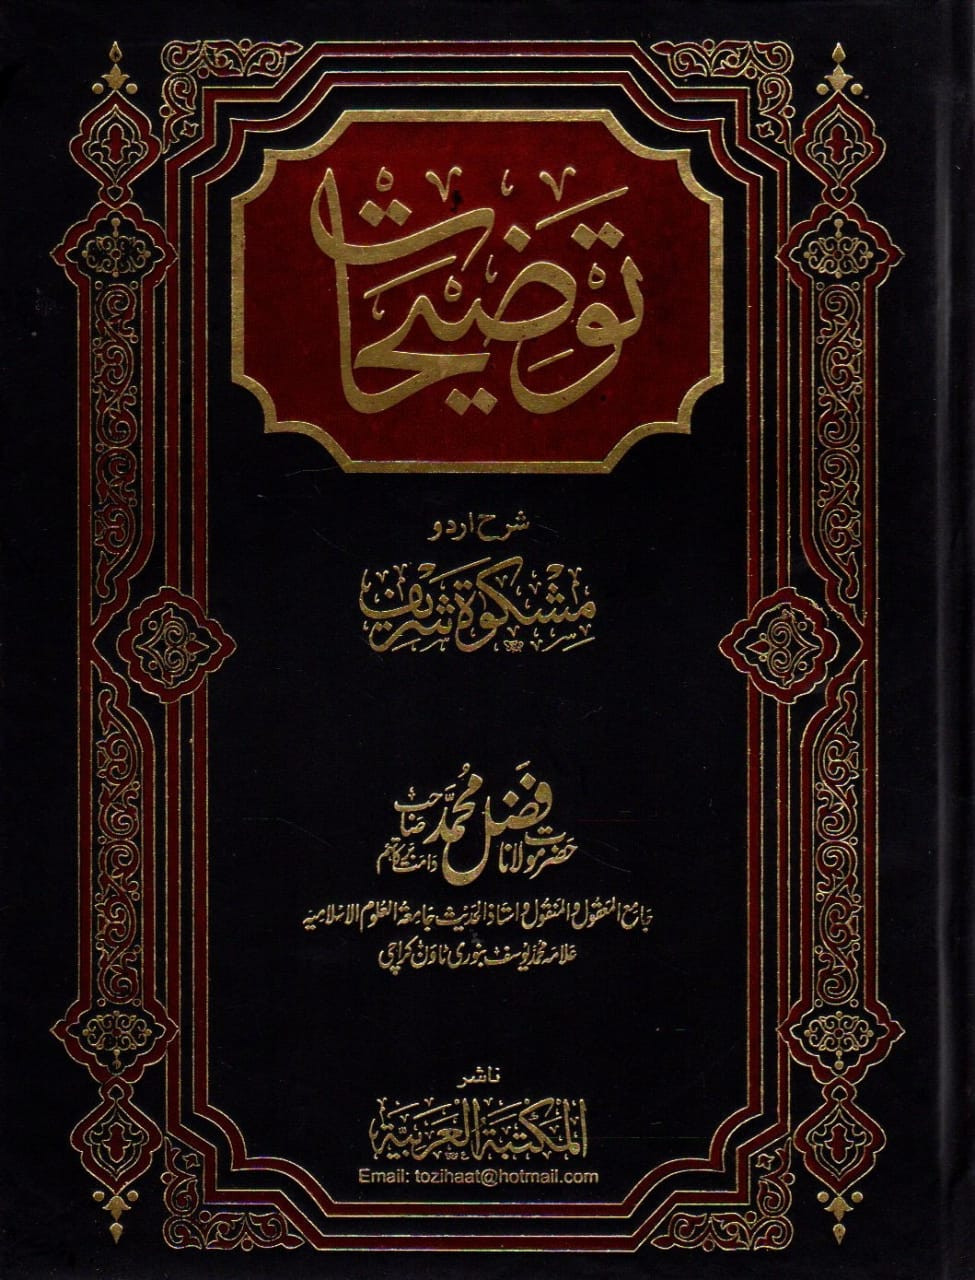 توضیحات
شرح اردو
مشکوٰۃ شریف
حضرت مولانا فضل محمد صاحب دامت برکاتہم
جامع المعقول والمنقول واستاذ الحدیث جامعۃ العلوم الاسلامیہ
علامہ محمد یوسف بنوری ٹاؤن کراچی
ناشر
المکتبۃ العربیۃ
Email: tozihaat@hotmail.com